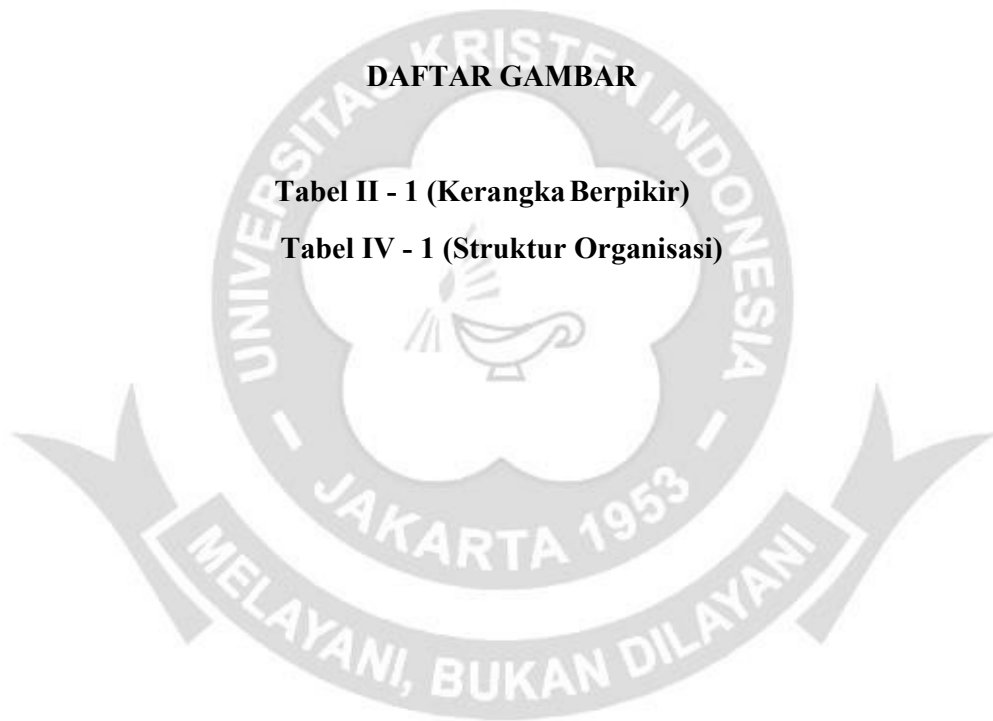 DAFTAR GAMBAR
Tabel II - 1 (Kerangka Berpikir)
Tabel IV - 1 (Struktur Organisasi)
UNIVERSITAS KRISTEN INDONESIA
- JAKARTA 1953 -
MELAYANI, BUKAN DILAYANI